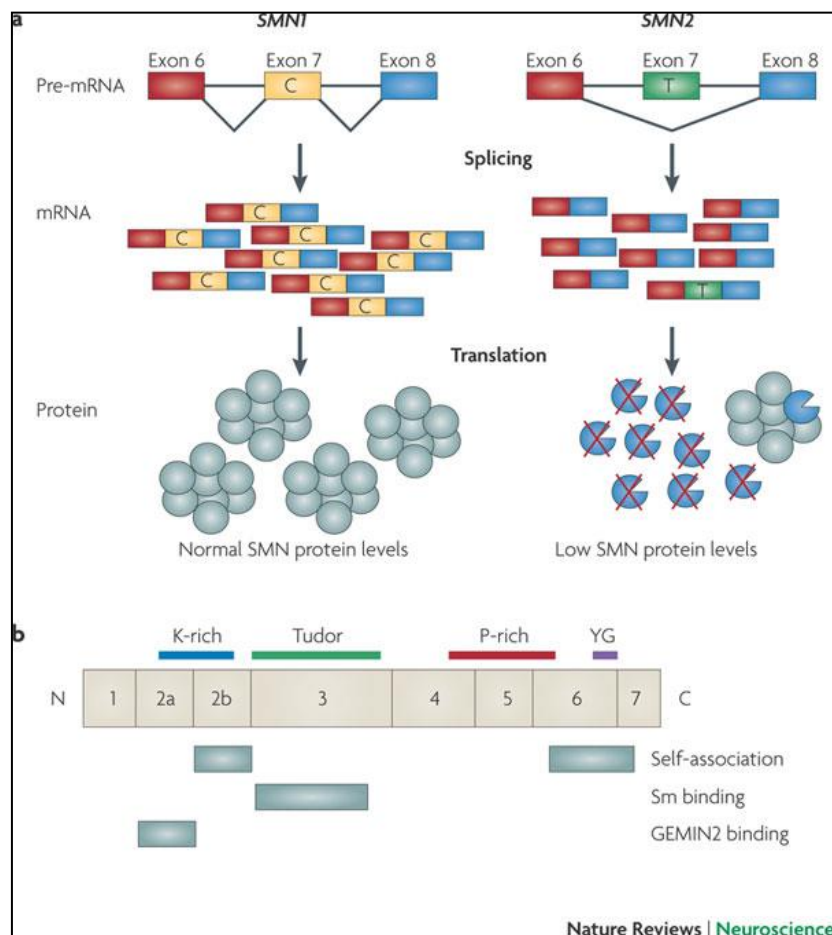 a
SMN1 SMN2
Exon 6 Exon 7 Exon 8 Exon 6 Exon 7 Exon 8
Pre-mRNA C T
Splicing
mRNA
C
C C C
C C
C C
C
T
Translation
Protein
Normal SMN protein levels Low SMN protein levels
b
K-rich Tudor P-rich YG
N 1 2a 2b 3 4 5 6 7 C
Self-association
Sm binding
GEMIN2 binding
Nature Reviews | Neuroscience